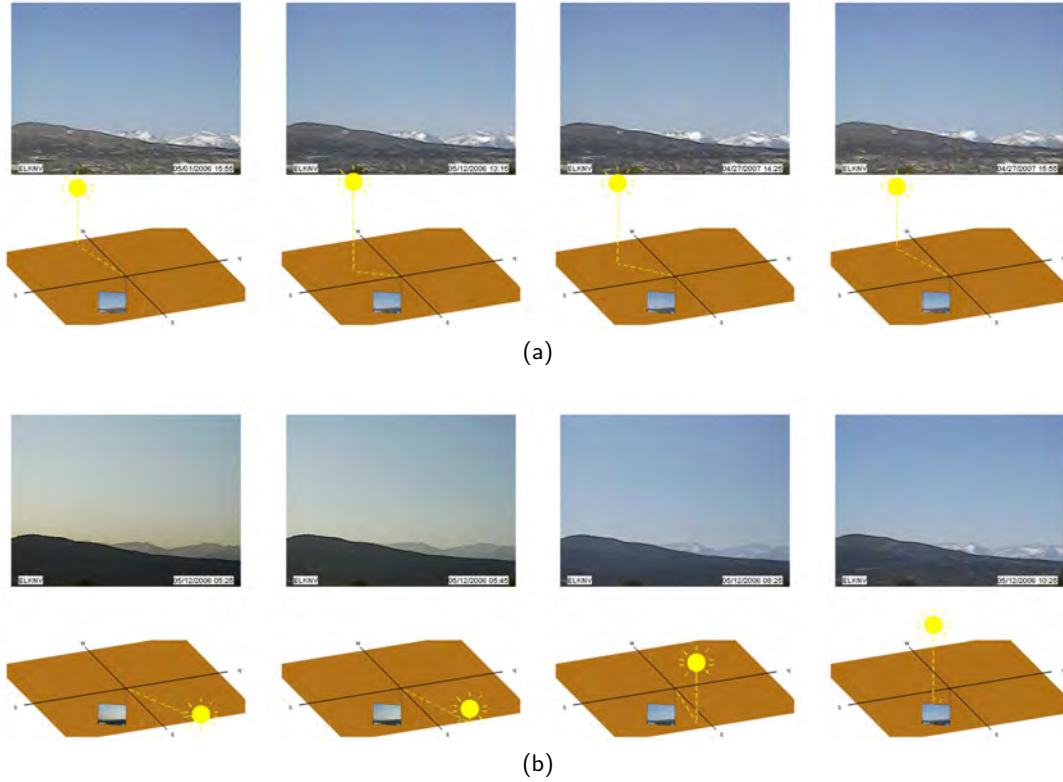 ELKNV 05/01/2006 15:55
ELKNV 05/12/2006 13:15
ELKNV 04/27/2007 14:25
ELKNV 04/27/2007 15:55
W N S E
W N S E
W N S E
W N S E
(a)
ELKNV 05/12/2006 05:25
ELKNV 05/12/2006 05:45
ELKNV 05/12/2006 08:25
ELKNV 05/12/2006 10:25
W
W
W
W
(b)